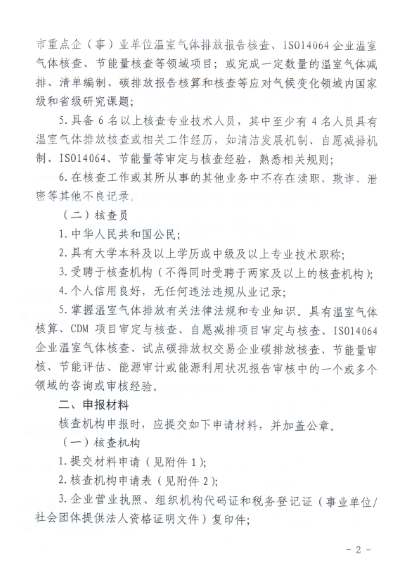 市重点企（事）业单位温室气体排放报告核查、ISO14064企业温室
气体核查、节能量核查等领域项目；或完成一定数量的温室气体减
排、清单编制、碳排放报告核算和核查等应对气候变化领域内国家
级和省级研究课题；
5.具备6名以上核查专业技术人员，其中至少有4名人员具有
温室气体排放核查或相关工作经历，如清洁发展机制、自愿减排机
制、ISO14064、节能量等审定与核查经验，熟悉相关规则；
6.在核查工作或其所从事的其他业务中不存在渎职、欺诈、泄
密等其他不良记录。
（二）核查员
1.中华人民共和国公民；
2.具有大学本科及以上学历或中级及以上专业技术职称；
3.受聘于核查机构（不得同时受聘于两家及以上的核查机构）；
4.个人信用良好，无任何违法违规从业记录；
5.掌握温室气体排放有关法律法规和专业知识。具有温室气体
核算、CDM 项目审定与核查、自愿减排项目审定与核查、ISO14064
企业温室气体核查、试点碳排放权交易企业碳排放核查、节能量审
核、节能评估、能源审计或能源利用状况报告审核中的一个或多个
领域的咨询或审核经验。
二、申报材料
核查机构申报时，应提交如下申请材料，并加盖公章。
（一）核查机构
1.提交材料申请（见附件1）；
2.核查机构申请表（见附件2）；
3.企业营业执照、组织机构代码证和税务登记证（事业单位/
社会团体提供法人资格证明文件）复印件；
- 2 -